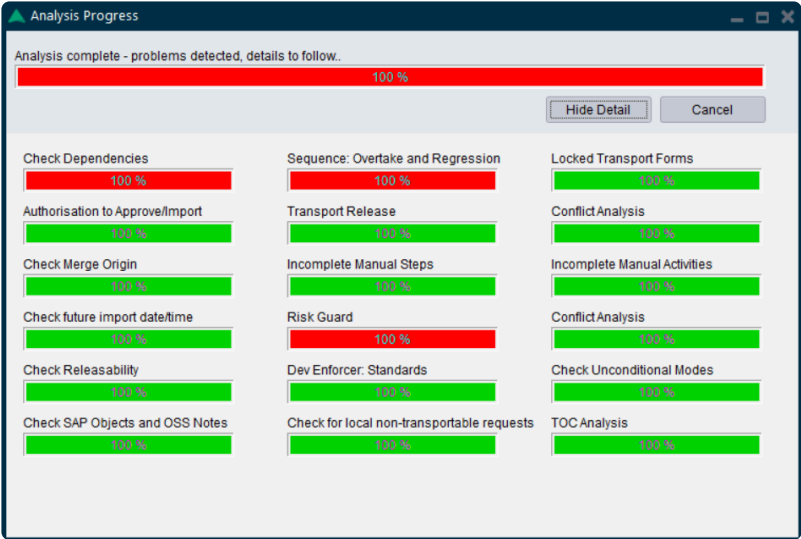 Analysis Progress
Analysis complete - problems detected, details to follow..
100 %
Hide Detail Cancel
Check Dependencies Sequence: Overtake and Regression Locked Transport Forms
100 % 100 % 100 %
Authorisation to Approve/Import Transport Release Conflict Analysis
100 % 100 % 100 %
Check Merge Origin Incomplete Manual Steps Incomplete Manual Activities
100 % 100 % 100 %
Check future import date/time Risk Guard Conflict Analysis
100 % 100 % 100 %
Check Releasability Dev Enforcer: Standards Check Unconditional Modes
100 % 100 % 100 %
Check SAP Objects and OSS Notes Check for local non-transportable requests TOC Analysis
100 % 100 % 100 %